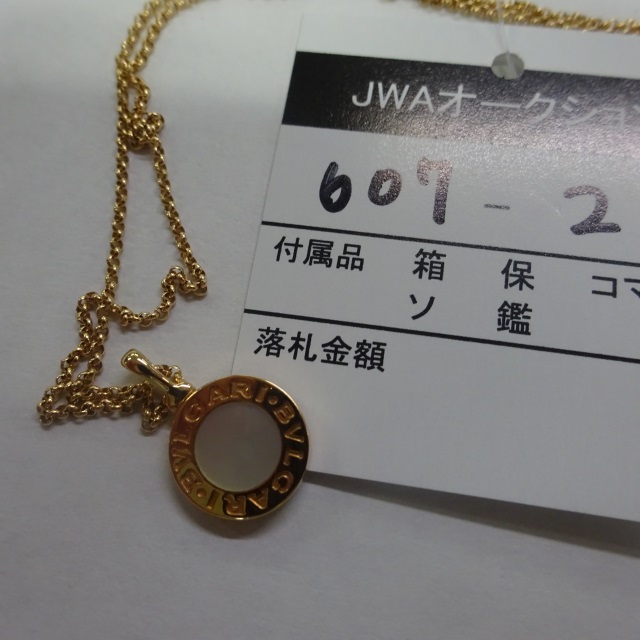 JWAオークショ
607-2
付属品 箱 保 コマ
ソ 鑑
落札金額
BVLGARI・BVLGARI・